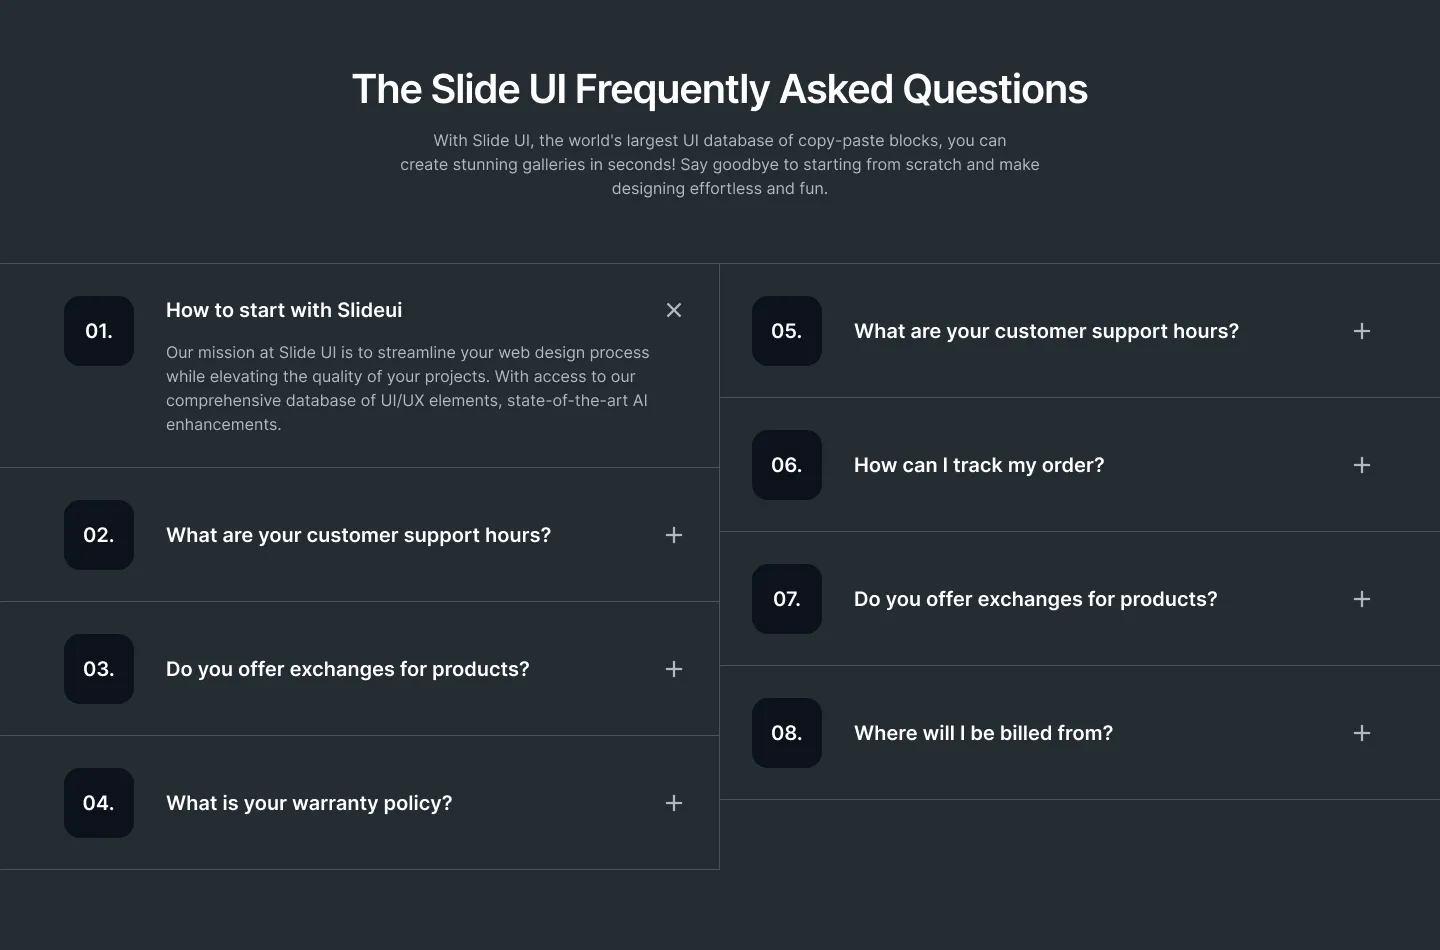 The Slide UI Frequently Asked Questions
With Slide UI, the world's largest UI database of copy-paste blocks, you can
create stunning galleries in seconds! Say goodbye to starting from scratch and make
designing effortless and fun.
01.
How to start with Slideui
Our mission at Slide UI is to streamline your web design process
while elevating the quality of your projects. With access to our
comprehensive database of UI/UX elements, state-of-the-art AI
enhancements.
02.
What are your customer support hours?
03.
Do you offer exchanges for products?
04.
What is your warranty policy?
05.
What are your customer support hours?
06.
How can I track my order?
07.
Do you offer exchanges for products?
08.
Where will I be billed from?